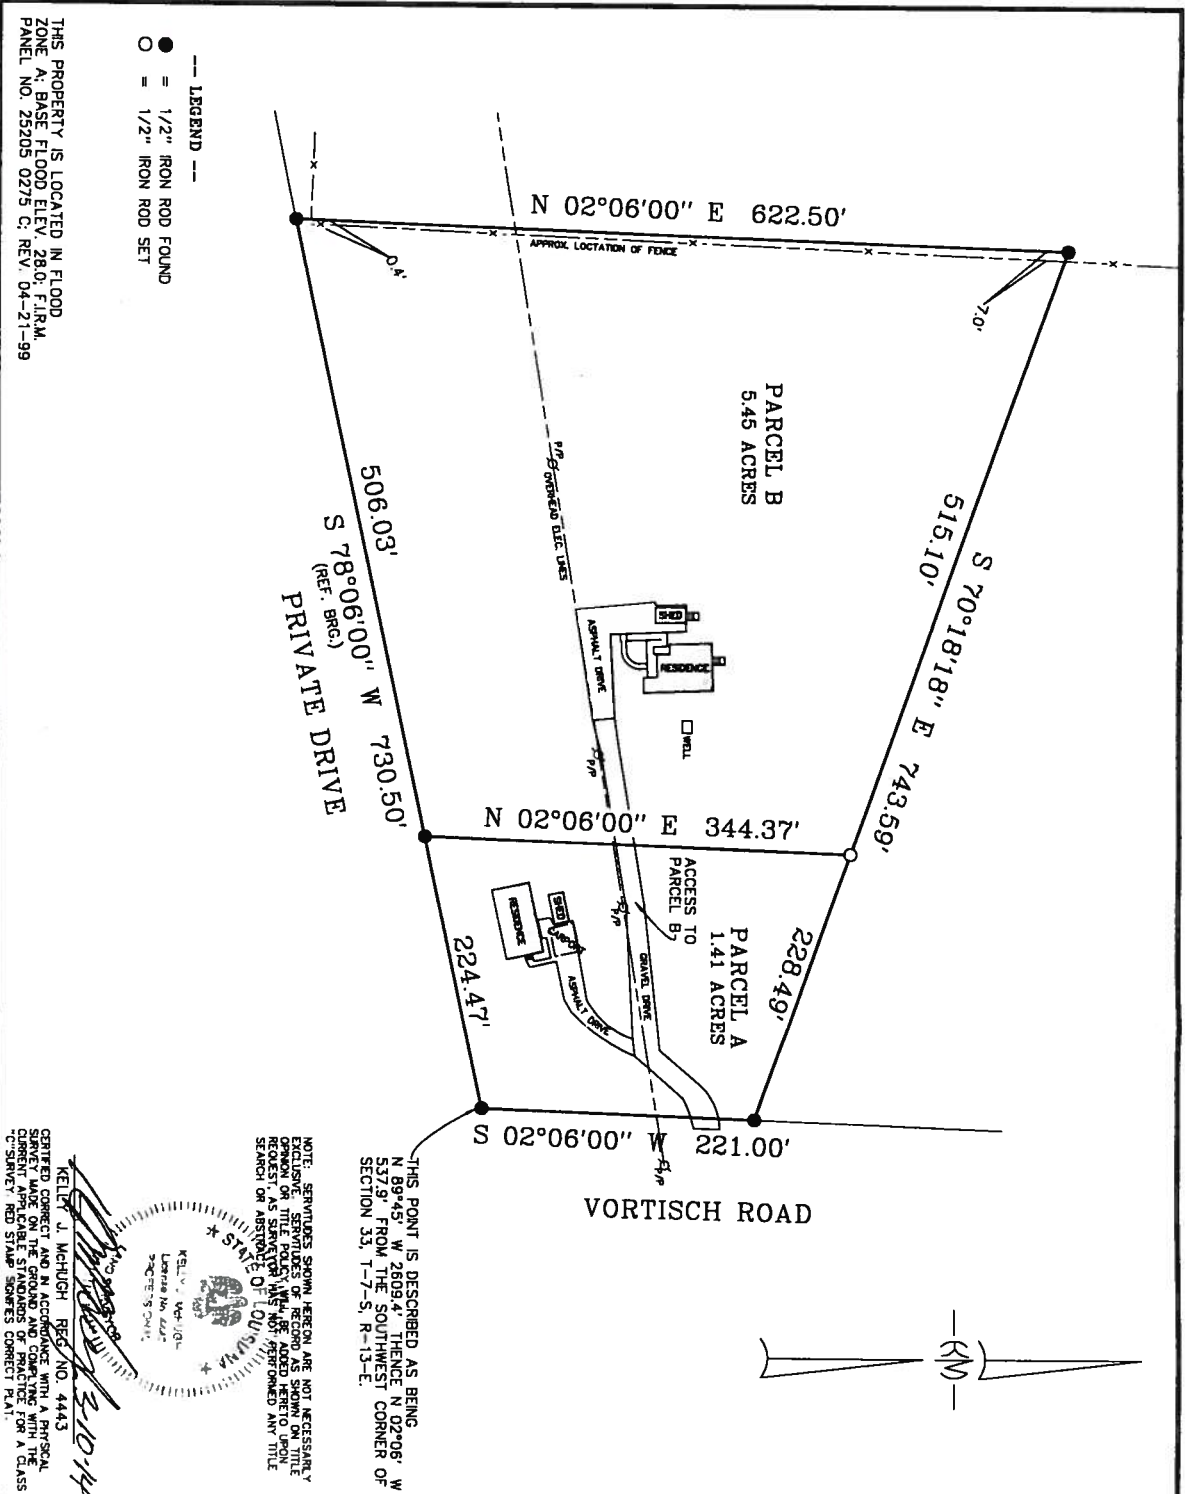 N 02°06'00" E 622.50'
APPROX. LOCTATION OF FENCE
0.4'
7.0'
PARCEL B
5.45 ACRES
515.10'
S 70°18'18" E 743.59'
506.03'
S 78°06'00" W 730.50'
(REF. BRG.)
PRIVATE DRIVE
P/P
OVERHEAD ELEC. LINES
SHED
RESIDENCE
ASPHALT DRIVE
WELL
P/P
N 02°06'00" E 344.37'
ACCESS TO
PARCEL B
P/P
PARCEL A
1.41 ACRES
228.49'
GRAVEL DRIVE
SHED
CARPORT
RESIDENCE
ASPHALT DRIVE
224.47'
S 02°06'00" W 221.00'
P/P
VORTISCH ROAD
-- LEGEND --
= 1/2" IRON ROD FOUND
= 1/2" IRON ROD SET
THIS PROPERTY IS LOCATED IN FLOOD
ZONE A; BASE FLOOD ELEV. 28.0; F.I.R.M.
PANEL NO. 25205 0275 C; REV. 04-21-99
THIS POINT IS DESCRIBED AS BEING
N 89°45' W 2609.4' THENCE N 02°06' W
537.9' FROM THE SOUTHWEST CORNER OF
SECTION 33, T-7-S, R-13-E.
NOTE: SERVITUDES SHOWN HEREON ARE NOT NECESSARILY
EXCLUSIVE. SERVITUDES OF RECORD AS SHOWN ON TITLE
OPINION OR TITLE POLICY WILL BE ADDED HERETO UPON
REQUEST, AS SURVEYOR HAS NOT PERFORMED ANY TITLE
SEARCH OR ABSTRACT.
STATE OF LOUISIANA
3-10-14
KELLY J. McHUGH REG NO. 4443
CERTIFIED CORRECT AND IN ACCORDANCE WITH A PHYSICAL
SURVEY MADE ON THE GROUND AND COMPLYING WITH THE
CURRENT APPLICABLE STANDARDS OF PRACTICE FOR A CLASS
"C" SURVEY. RED STAMP SIGNIFIES CORRECT PLAT.